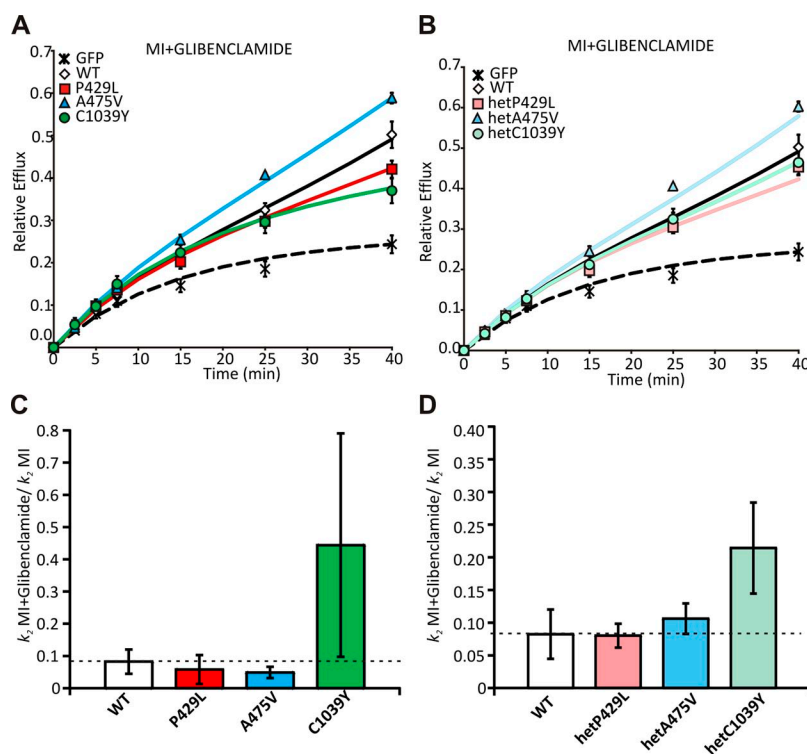 A
MI+GLIBENCLAMIDE
GFP
WT
P429L
A475V
C1039Y
Relative Efflux
0.7
0.6
0.5
0.4
0.3
0.2
0.1
0.0
0 5 10 15 20 25 30 35 40
Time (min)
B
MI+GLIBENCLAMIDE
GFP
WT
hetP429L
hetA475V
hetC1039Y
Relative Efflux
0.7
0.6
0.5
0.4
0.3
0.2
0.1
0.0
0 5 10 15 20 25 30 35 40
Time (min)
C
k2 MI+Glibenclamide/ k2 MI
0.8
0.7
0.6
0.5
0.4
0.3
0.2
0.1
0
WT P429L A475V C1039Y
D
k2 MI+Glibenclamide/ k2 MI
0.40
0.35
0.30
0.25
0.20
0.15
0.10
0.05
0
WT hetP429L hetA475V hetC1039Y